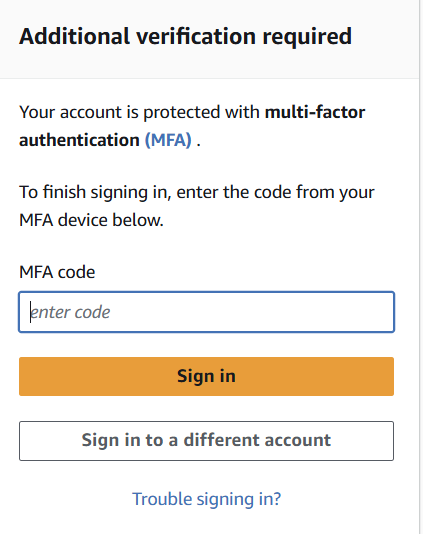 Additional verification required
Your account is protected with multi-factor
authentication (MFA) .
To finish signing in, enter the code from your
MFA device below.
MFA code
enter code
Sign in
Sign in to a different account
Trouble signing in?